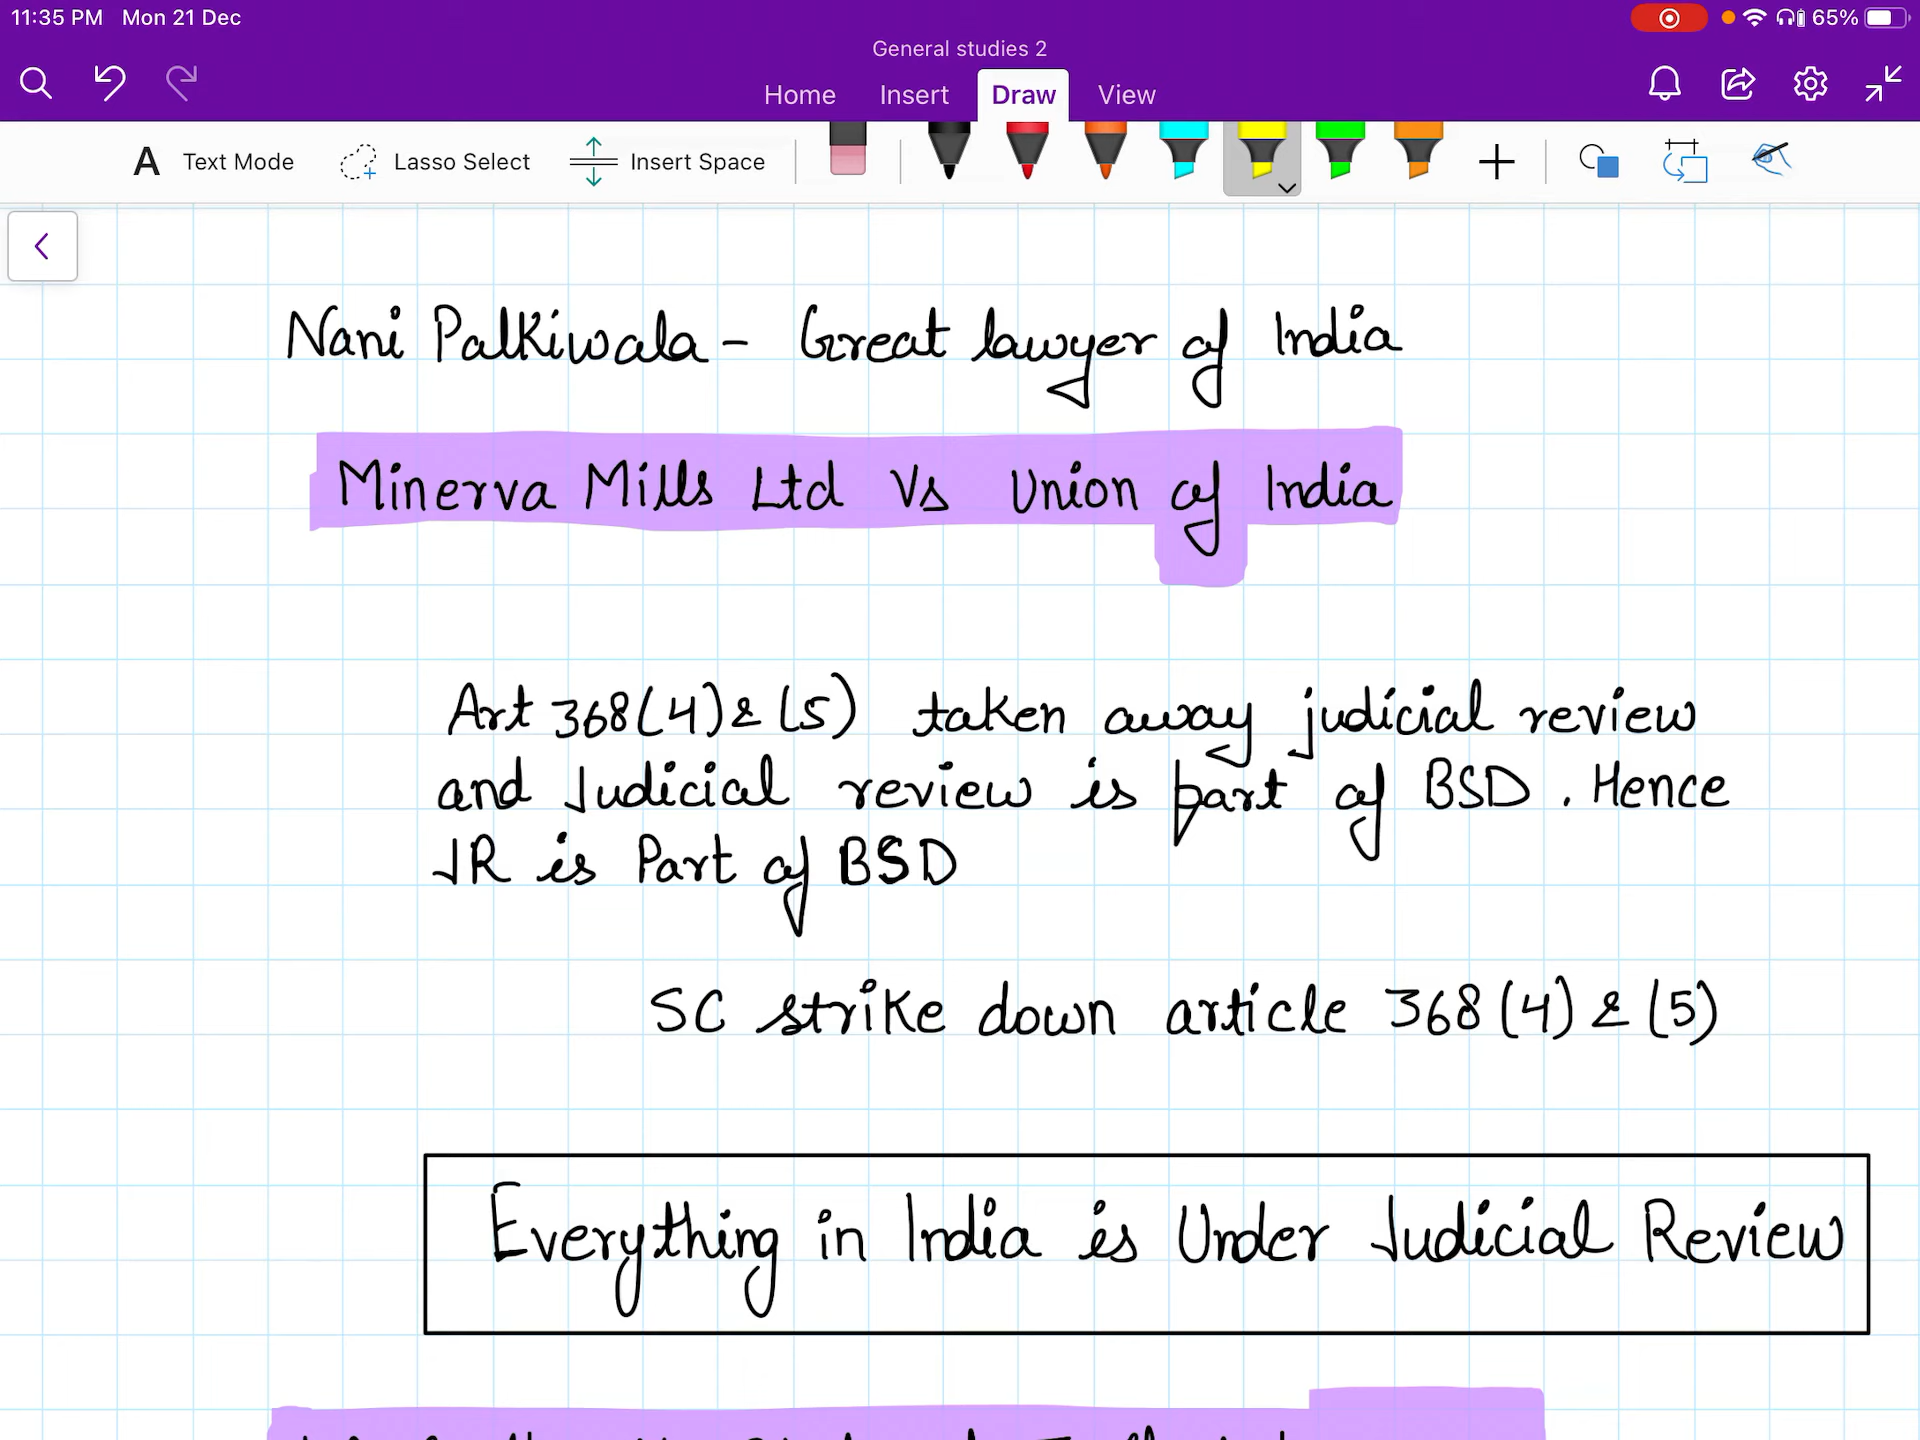 11:35 PM Mon 21 Dec
65%
General studies 2
Home Insert Draw View
A Text Mode Lasso Select Insert Space
Nani Palkiwala - Great lawyer of India
Minerva Mills Ltd Vs Union of India
Art 368(4) & (5) taken away judicial review
and Judicial review is part of BSD. Hence
JR is Part of BSD
SC strike down article 368 (4) & (5)
Everything in India is Under Judicial Review